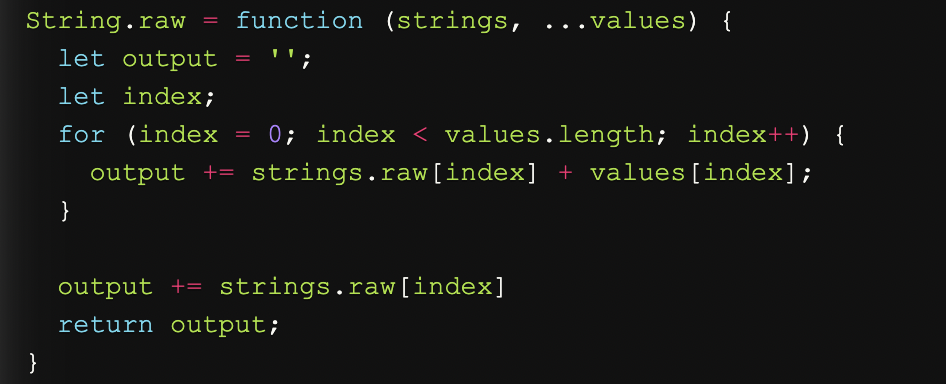 String.raw = function (strings, ...values) {
  let output = '';
  let index;
  for (index = 0; index < values.length; index++) {
    output += strings.raw[index] + values[index];
  }

  output += strings.raw[index]
  return output;
}